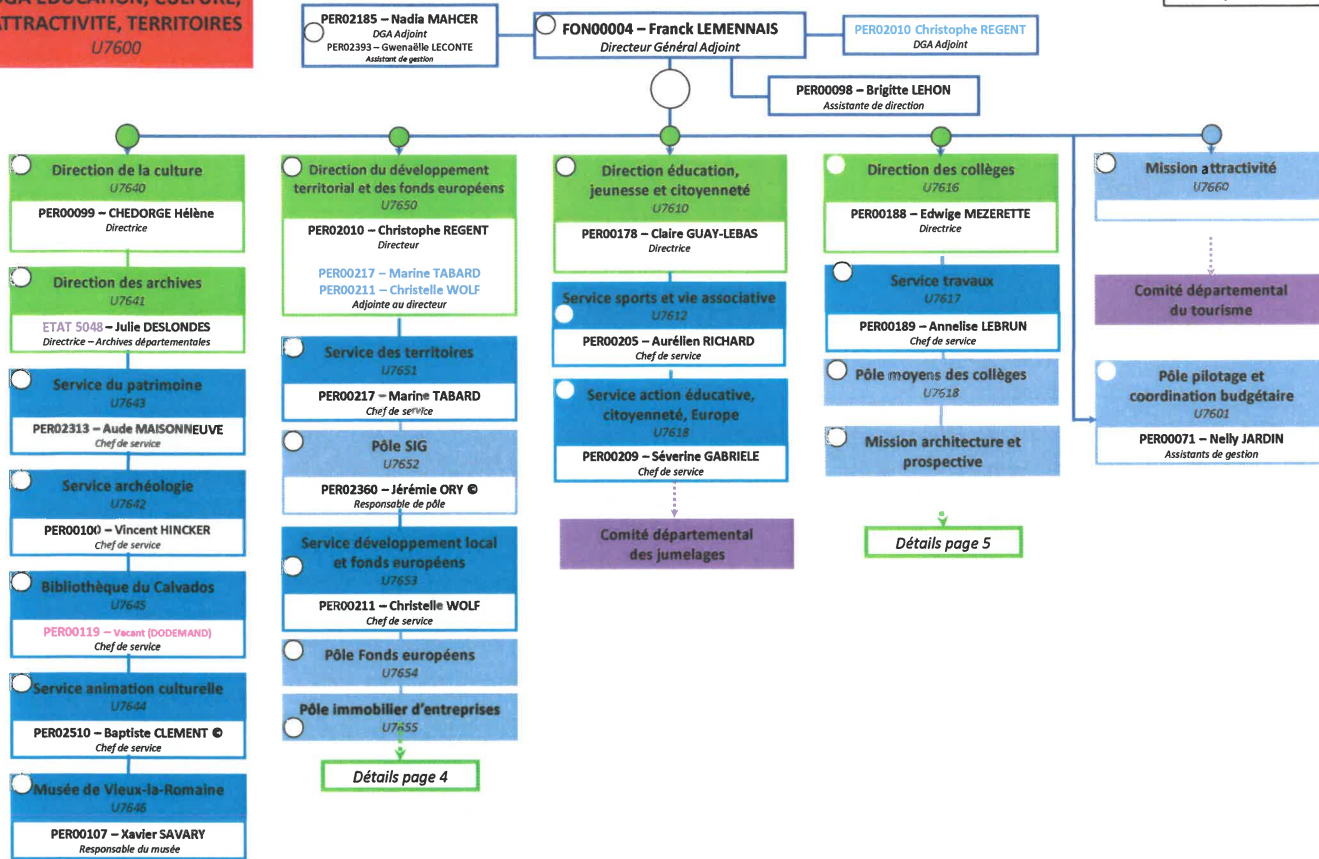 DGA EDUCATION, CULTURE,
ATTRACTIVITE, TERRITOIRES
U7600
PER02185 – Nadia MAHCER
DGA Adjoint
PER02393 – Gwenaëlle LECONTE
Assistant de gestion
FON00004 – Franck LEMENNAIS
Directeur Général Adjoint
PER02010 Christophe REGENT
DGA Adjoint
PER00098 – Brigitte LEHON
Assistante de direction
Direction de la culture
U7640
PER00099 – CHEDORGE Hélène
Directrice
Direction des archives
U7641
ETAT 5048 – Julie DESLONDES
Directrice – Archives départementales
Service du patrimoine
U7643
PER02313 – Aude MAISONNEUVE
Chef de service
Service archéologie
U7642
PER00100 – Vincent HINCKER
Chef de service
Bibliothèque du Calvados
U7645
PER00119 – Vacant (DODEMAND)
Chef de service
Service animation culturelle
U7644
PER02510 – Baptiste CLEMENT ©
Chef de service
Musée de Vieux-la-Romaine
U7646
PER00107 – Xavier SAVARY
Responsable du musée
Direction du développement
territorial et des fonds européens
U7650
PER02010 – Christophe REGENT
Directeur
PER00217 – Marine TABARD
PER00211 – Christelle WOLF
Adjointe au directeur
Service des territoires
U7651
PER00217 – Marine TABARD
Chef de service
Pôle SIG
U7652
PER02360 – Jérémie ORY ©
Responsable de pôle
Service développement local
et fonds européens
U7653
PER00211 – Christelle WOLF
Chef de service
Pôle Fonds européens
U7654
Pôle immobilier d'entreprises
U7655
Détails page 4
Direction éducation,
jeunesse et citoyenneté
U7610
PER00178 – Claire GUAY-LEBAS
Directrice
Service sports et vie associative
U7612
PER00205 – Aurélien RICHARD
Chef de service
Service action éducative,
citoyenneté, Europe
U7618
PER00209 – Séverine GABRIELE
Chef de service
Comité départemental
des jumelages
Direction des collèges
U7616
PER00188 – Edwige MEZERETTE
Directrice
Service travaux
U7617
PER00189 – Annelise LEBRUN
Chef de service
Pôle moyens des collèges
U7618
Mission architecture et
prospective
Détails page 5
Mission attractivité
U7660
Comité départemental
du tourisme
Pôle pilotage et
coordination budgétaire
U7601
PER00071 – Nelly JARDIN
Assistants de gestion